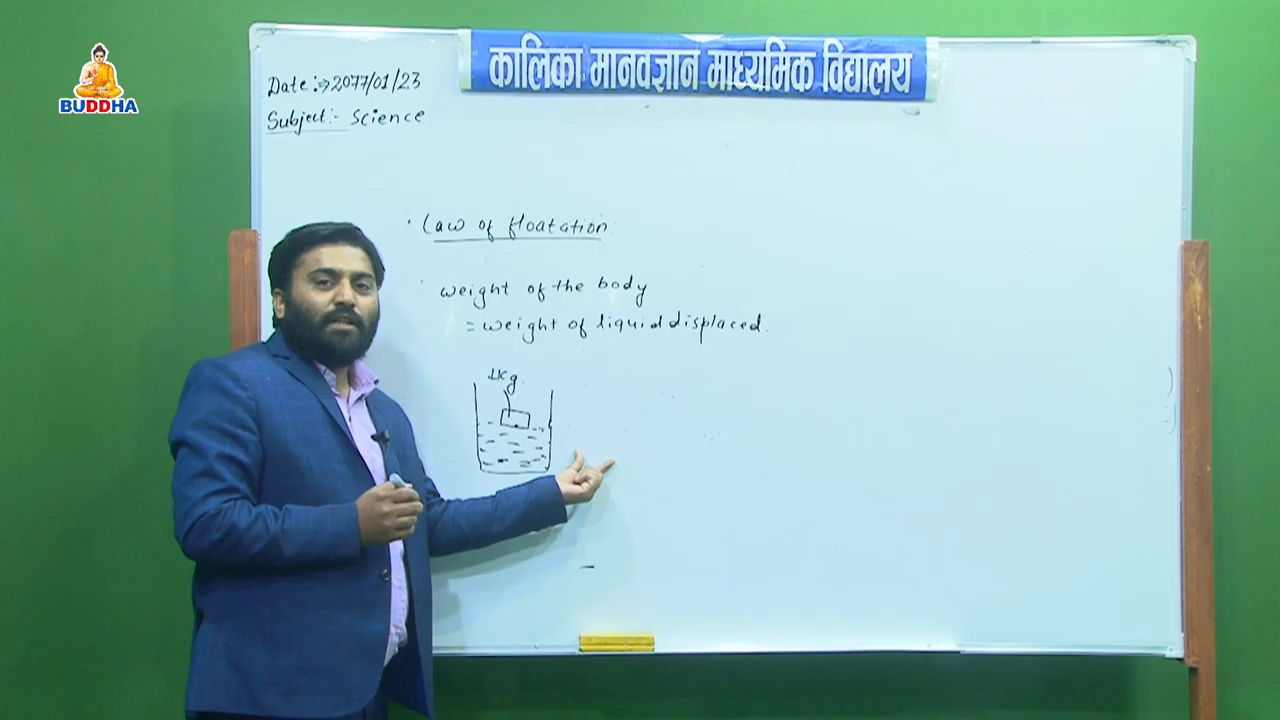 BUDDHA
कालिका मानवज्ञान माध्यमिक विद्यालय
Date:⇒2077/01/23
Subject:- Science
Law of floatation
weight of the body
= weight of liquid displaced.
1Kg